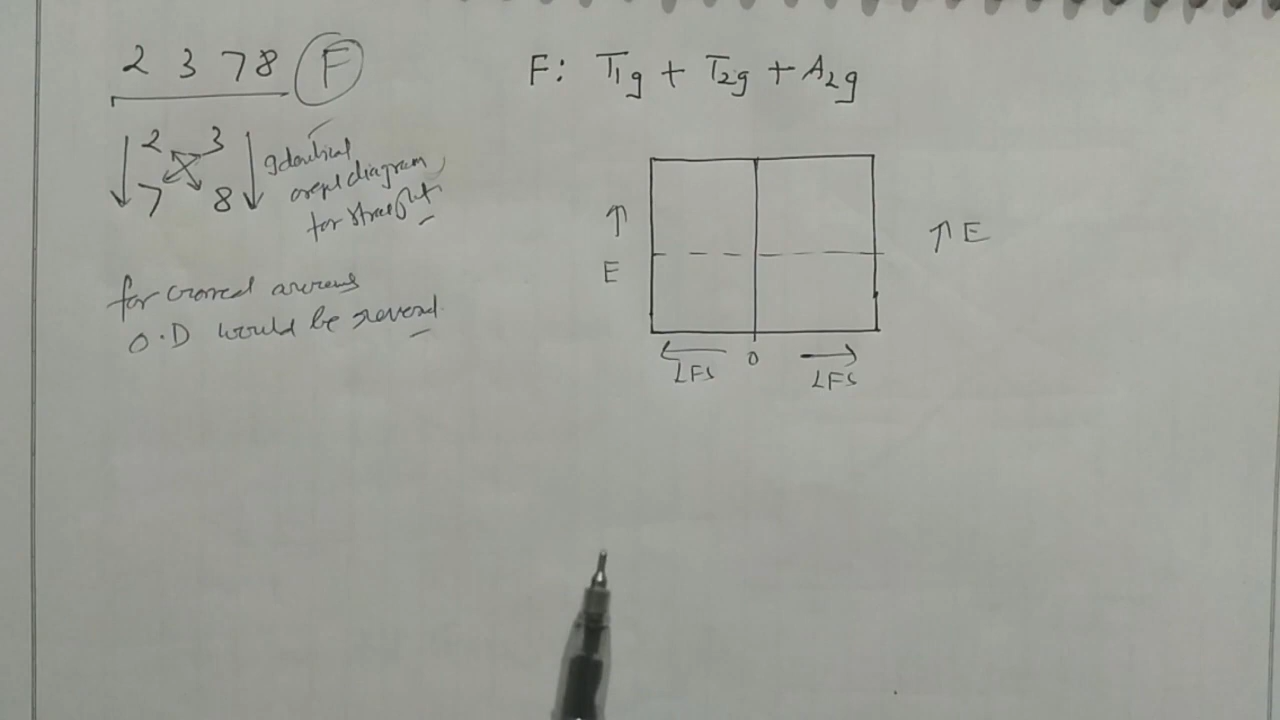 2 3 7 8 F
F: T1g + T2g + A2g
2 3
7 8
Identical
orgel diagram
for straight
for crossed arrows
O.D would be reversed.
↑
E
↑ E
LFS 0 LFS